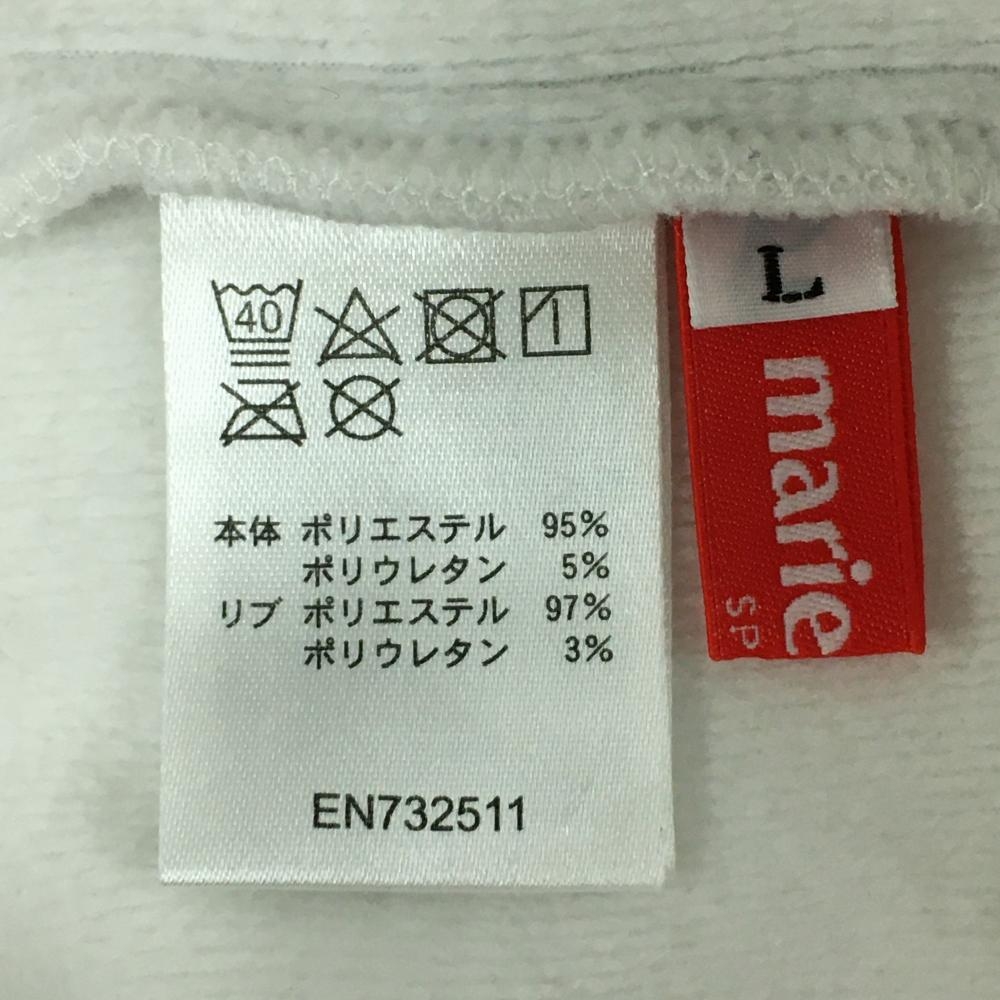 40
本体 ポリエステル 95%
ポリウレタン 5%
リブ ポリエステル 97%
ポリウレタン 3%
EN732511
L
marie
SP